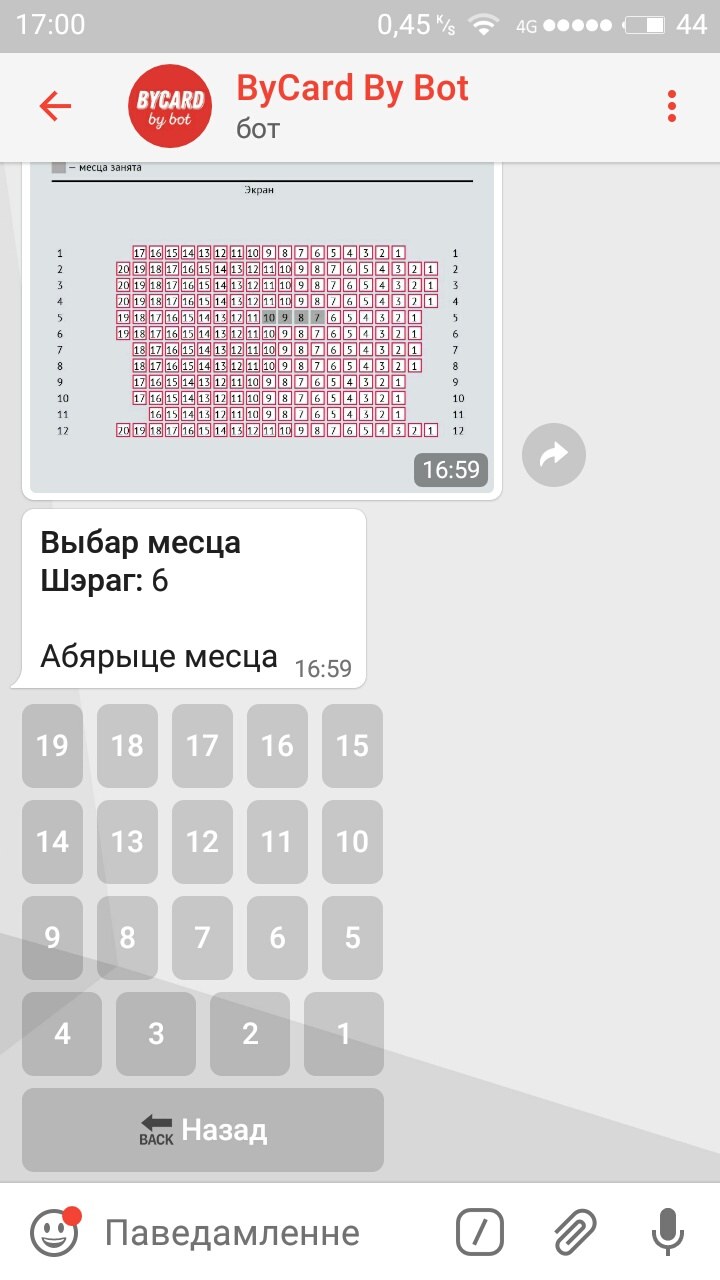 17:00 0,45 K/s 4G 44
BYCARD
by bot
ByCard By Bot
бот
— месца занята
Экран
1 17 16 15 14 13 12 11 10 9 8 7 6 5 4 3 2 1 1
2 20 19 18 17 16 15 14 13 12 11 10 9 8 7 6 5 4 3 2 1 2
3 20 19 18 17 16 15 14 13 12 11 10 9 8 7 6 5 4 3 2 1 3
4 20 19 18 17 16 15 14 13 12 11 10 9 8 7 6 5 4 3 2 1 4
5 19 18 17 16 15 14 13 12 11 10 9 8 7 6 5 4 3 2 1 5
6 19 18 17 16 15 14 13 12 11 10 9 8 7 6 5 4 3 2 1 6
7 18 17 16 15 14 13 12 11 10 9 8 7 6 5 4 3 2 1 7
8 18 17 16 15 14 13 12 11 10 9 8 7 6 5 4 3 2 1 8
9 17 16 15 14 13 12 11 10 9 8 7 6 5 4 3 2 1 9
10 17 16 15 14 13 12 11 10 9 8 7 6 5 4 3 2 1 10
11 16 15 14 13 12 11 10 9 8 7 6 5 4 3 2 1 11
12 20 19 18 17 16 15 14 13 12 11 10 9 8 7 6 5 4 3 2 1 12
16:59
Выбар месца
Шэраг: 6
Абярыце месца 16:59
19 18 17 16 15
14 13 12 11 10
9 8 7 6 5
4 3 2 1
BACK Назад
Паведамленне